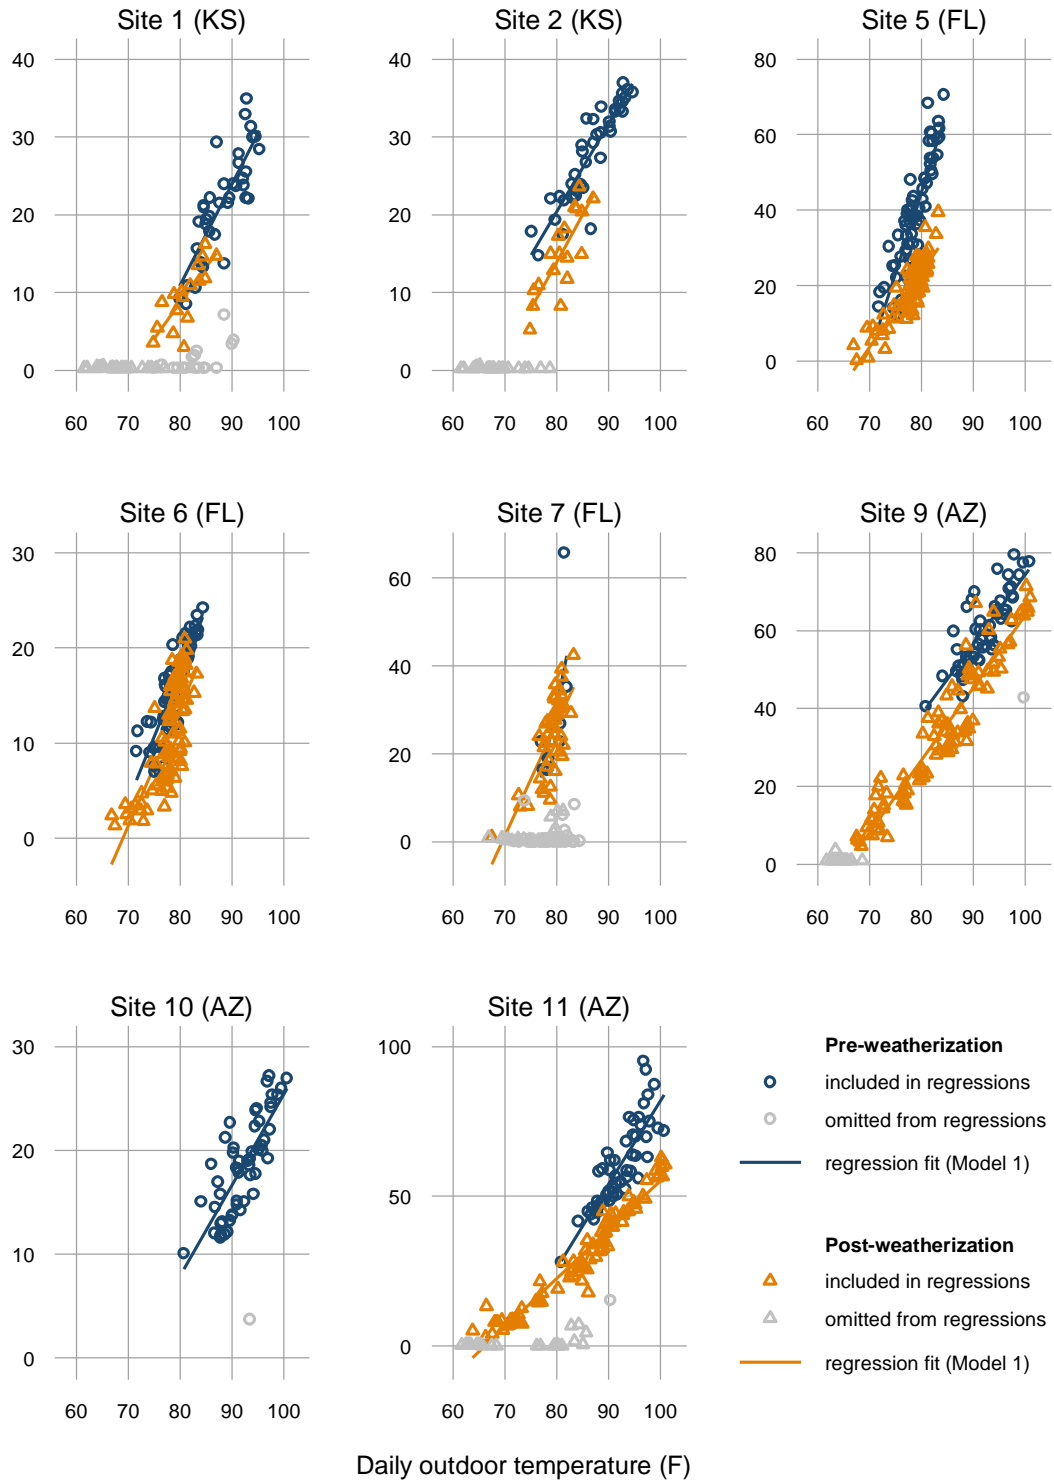 Site 1 (KS)
Site 2 (KS)
Site 5 (FL)
40
30
20
10
0
60 70 80 90 100
40
30
20
10
0
60 70 80 90 100
80
60
40
20
0
60 70 80 90 100
Site 6 (FL)
Site 7 (FL)
Site 9 (AZ)
30
20
10
0
60 70 80 90 100
60
40
20
0
60 70 80 90 100
80
60
40
20
0
60 70 80 90 100
Site 10 (AZ)
Site 11 (AZ)
30
20
10
0
60 70 80 90 100
100
50
0
60 70 80 90 100
Pre-weatherization
included in regressions
omitted from regressions
regression fit (Model 1)
Post-weatherization
included in regressions
omitted from regressions
regression fit (Model 1)
Daily outdoor temperature (F)